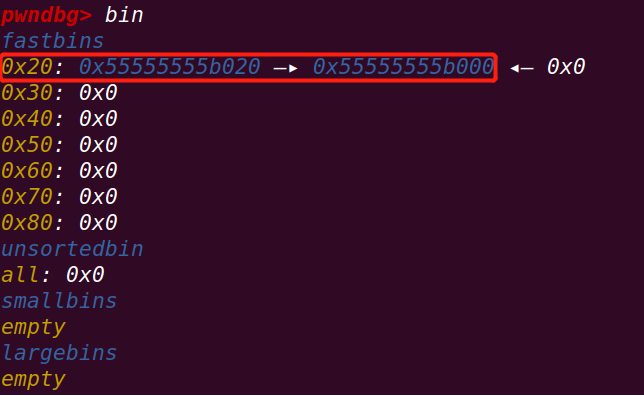 pwndbg> bin
fastbins
0x20: 0x55555555b020 —▸ 0x55555555b000 ◂— 0x0
0x30: 0x0
0x40: 0x0
0x50: 0x0
0x60: 0x0
0x70: 0x0
0x80: 0x0
unsortedbin
all: 0x0
smallbins
empty
largebins
empty